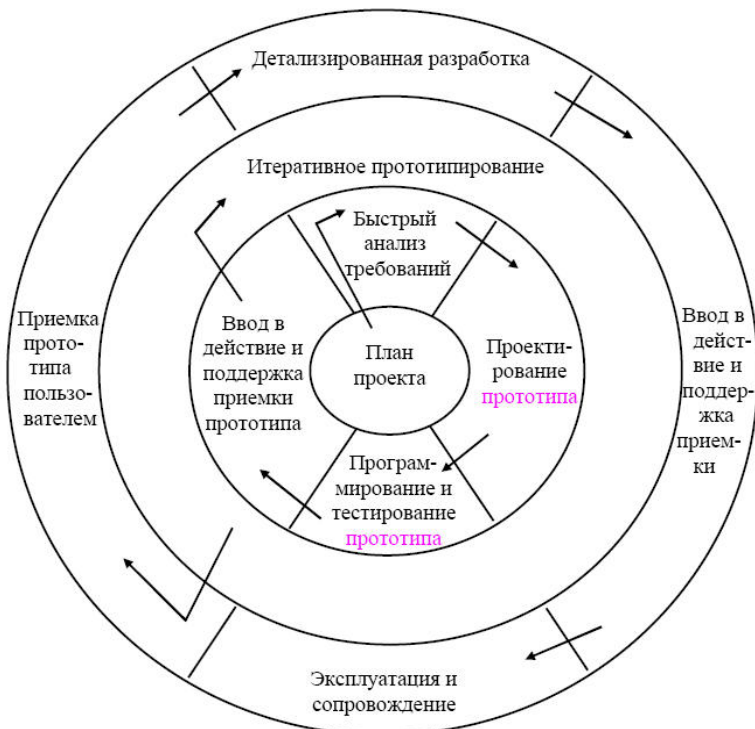 Детализированная разработка
Итеративное прототипирование
Быстрый
анализ
требований
Приемка
прото-
типа
пользо-
вателем
Ввод в
действие и
поддержка
приемки
прототипа
План
проекта
Проекти-
рование
прототипа
Ввод в
дейст-
вие и
поддер-
жка
прием-
ки
Програм-
мирование и
тестирование
прототипа
Эксплуатация и
сопровождение